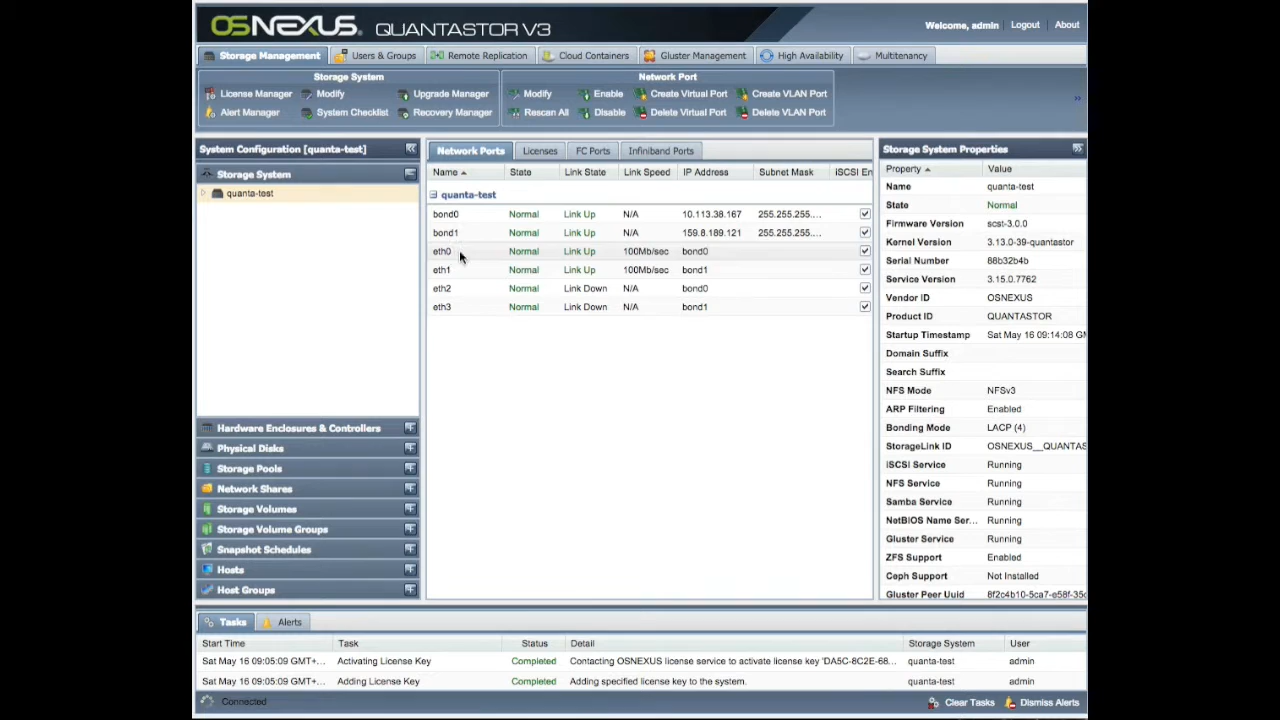 OSNEXUS. QUANTASTOR V3
Welcome, admin Logout About
Storage Management Users & Groups Remote Replication Cloud Containers Gluster Management High Availability Multitenancy
Storage System Network Port
License Manager Modify Upgrade Manager Modify Enable Create Virtual Port Create VLAN Port
Alert Manager System Checklist Recovery Manager Rescan All Disable Delete Virtual Port Delete VLAN Port
System Configuration [quanta-test]
Storage System
quanta-test
Hardware Enclosures & Controllers
Physical Disks
Storage Pools
Network Shares
Storage Volumes
Storage Volume Groups
Snapshot Schedules
Hosts
Host Groups
Network Ports Licenses FC Ports Infiniband Ports
Name State Link State Link Speed IP Address Subnet Mask iSCSI En
quanta-test
bond0 Normal Link Up N/A 10.113.38.167 255.255.255....
bond1 Normal Link Up N/A 159.8.189.121 255.255.255....
eth0 Normal Link Up 100Mb/sec bond0
eth1 Normal Link Up 100Mb/sec bond1
eth2 Normal Link Down N/A bond0
eth3 Normal Link Down N/A bond1
Storage System Properties
Property Value
Name quanta-test
State Normal
Firmware Version scst-3.0.0
Kernel Version 3.13.0-39-quantastor
Serial Number 88b32b4b
Service Version 3.15.0.7762
Vendor ID OSNEXUS
Product ID QUANTASTOR
Startup Timestamp Sat May 16 09:14:08 GM
Domain Suffix
Search Suffix
NFS Mode NFSv3
ARP Filtering Enabled
Bonding Mode LACP (4)
StorageLink ID OSNEXUS__QUANTAS
iSCSI Service Running
NFS Service Running
Samba Service Running
NetBIOS Name Ser... Running
Gluster Service Running
ZFS Support Enabled
Ceph Support Not Installed
Gluster Peer Uuid 8f2c4b10-5ca7-e58f-35
Tasks Alerts
Start Time Task Status Detail Storage System User
Sat May 16 09:05:09 GMT+... Activating License Key Completed Contacting OSNEXUS license service to activate license key 'DA5C-8C2E-68... quanta-test admin
Sat May 16 09:05:09 GMT+... Adding License Key Completed Adding specified license key to the system. quanta-test admin
Connected Clear Tasks Dismiss Alerts